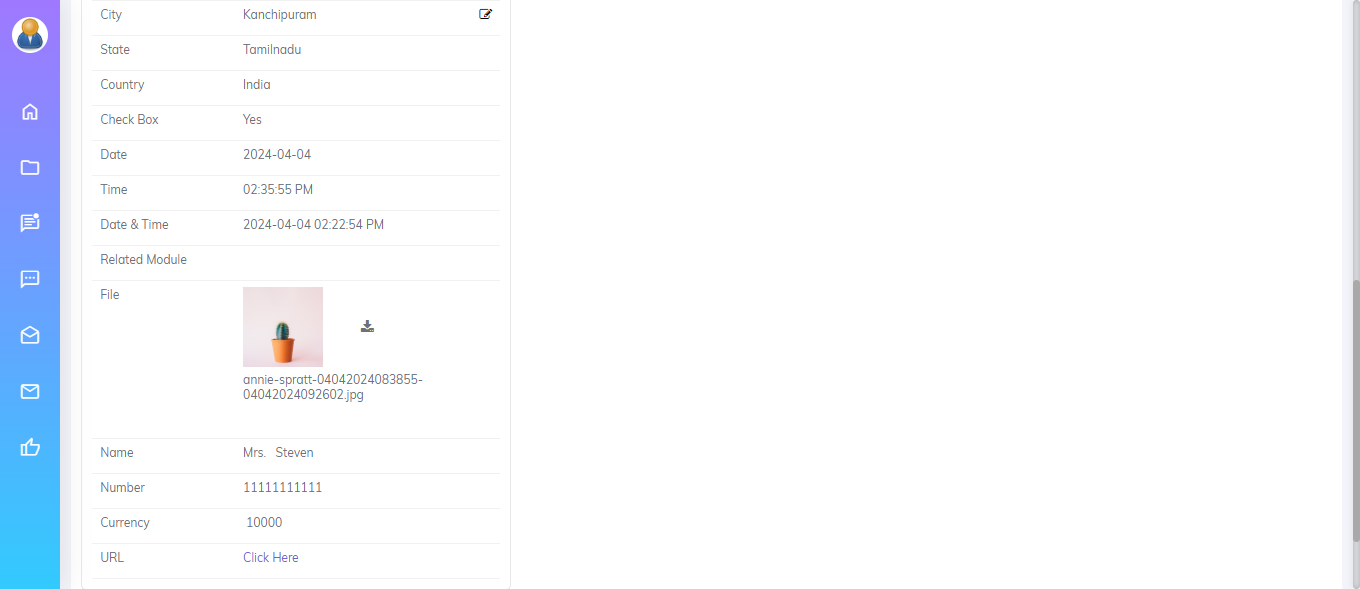 City Kanchipuram
State Tamilnadu
Country India
Check Box Yes
Date 2024-04-04
Time 02:35:55 PM
Date & Time 2024-04-04 02:22:54 PM
Related Module
File
annie-spratt-04042024083855-
04042024092602.jpg
Name Mrs. Steven
Number 11111111111
Currency 10000
URL Click Here